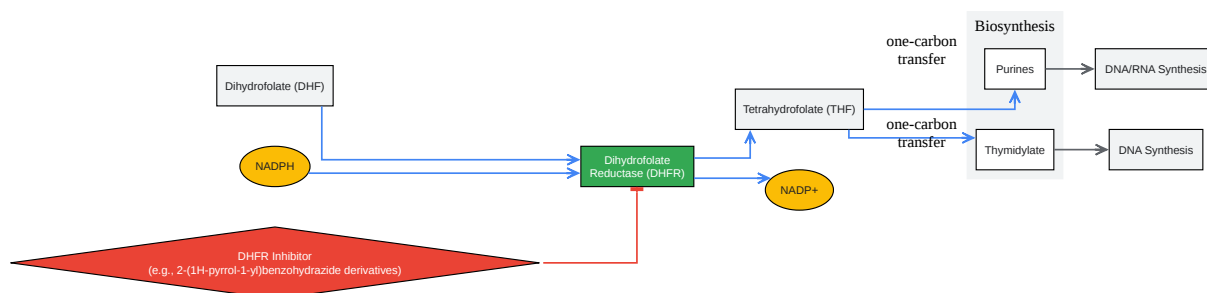 Biosynthesis
one-carbon
transfer
Purines
DNA/RNA Synthesis
Dihydrofolate (DHF)
Tetrahydrofolate (THF)
one-carbon
transfer
Thymidylate
DNA Synthesis
NADPH
Dihydrofolate
Reductase (DHFR)
NADP+
DHFR Inhibitor
(e.g., 2-(1H-pyrrol-1-yl)benzohydrazide derivatives)